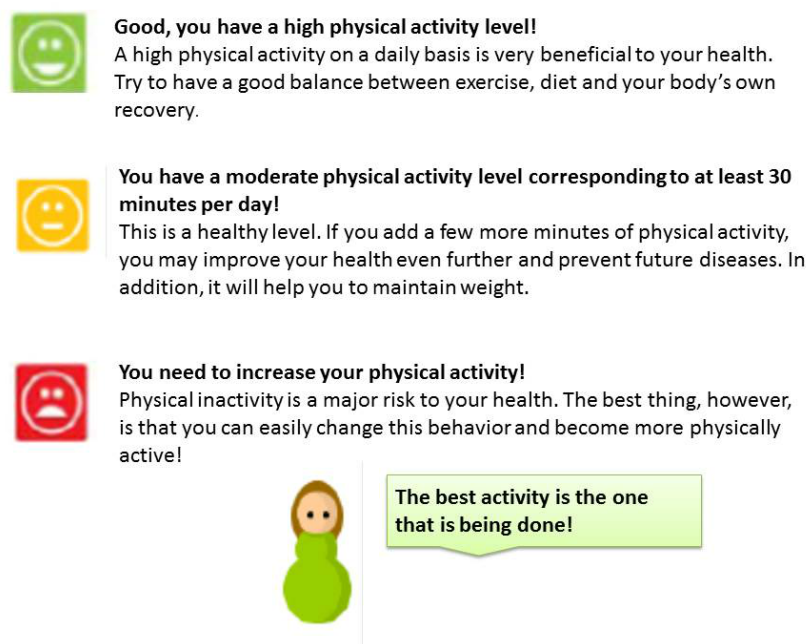 Good, you have a high physical activity level!
A high physical activity on a daily basis is very beneficial to your health.
Try to have a good balance between exercise, diet and your body's own
recovery.
You have a moderate physical activity level corresponding to at least 30
minutes per day!
This is a healthy level. If you add a few more minutes of physical activity,
you may improve your health even further and prevent future diseases. In
addition, it will help you to maintain weight.
You need to increase your physical activity!
Physical inactivity is a major risk to your health. The best thing, however,
is that you can easily change this behavior and become more physically
active!
The best activity is the one
that is being done!